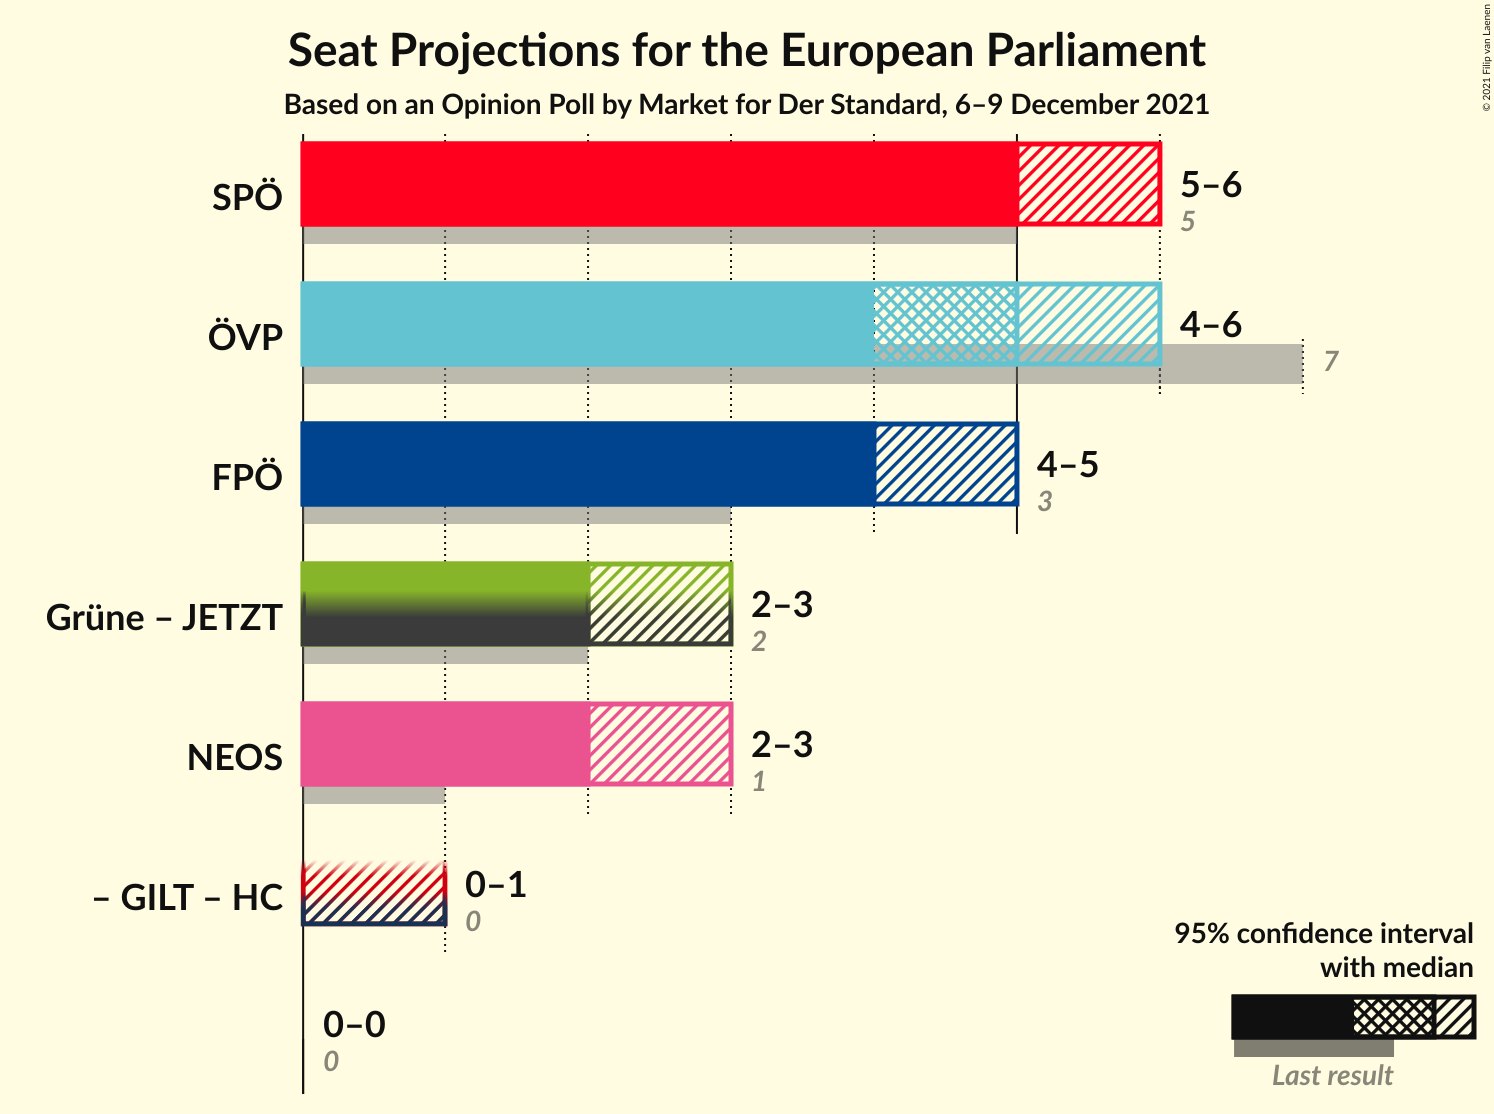 Seat Projections for the European Parliament
Based on an Opinion Poll by Market for Der Standard, 6–9 December 2021
© 2021 Filip van Laenen
SPÖ
5–6
5
ÖVP
4–6
7
FPÖ
4–5
3
Grüne – JETZT
2–3
2
NEOS
2–3
1
– GILT – HC
0–1
0
0–0
0
95% confidence interval
with median
Last result